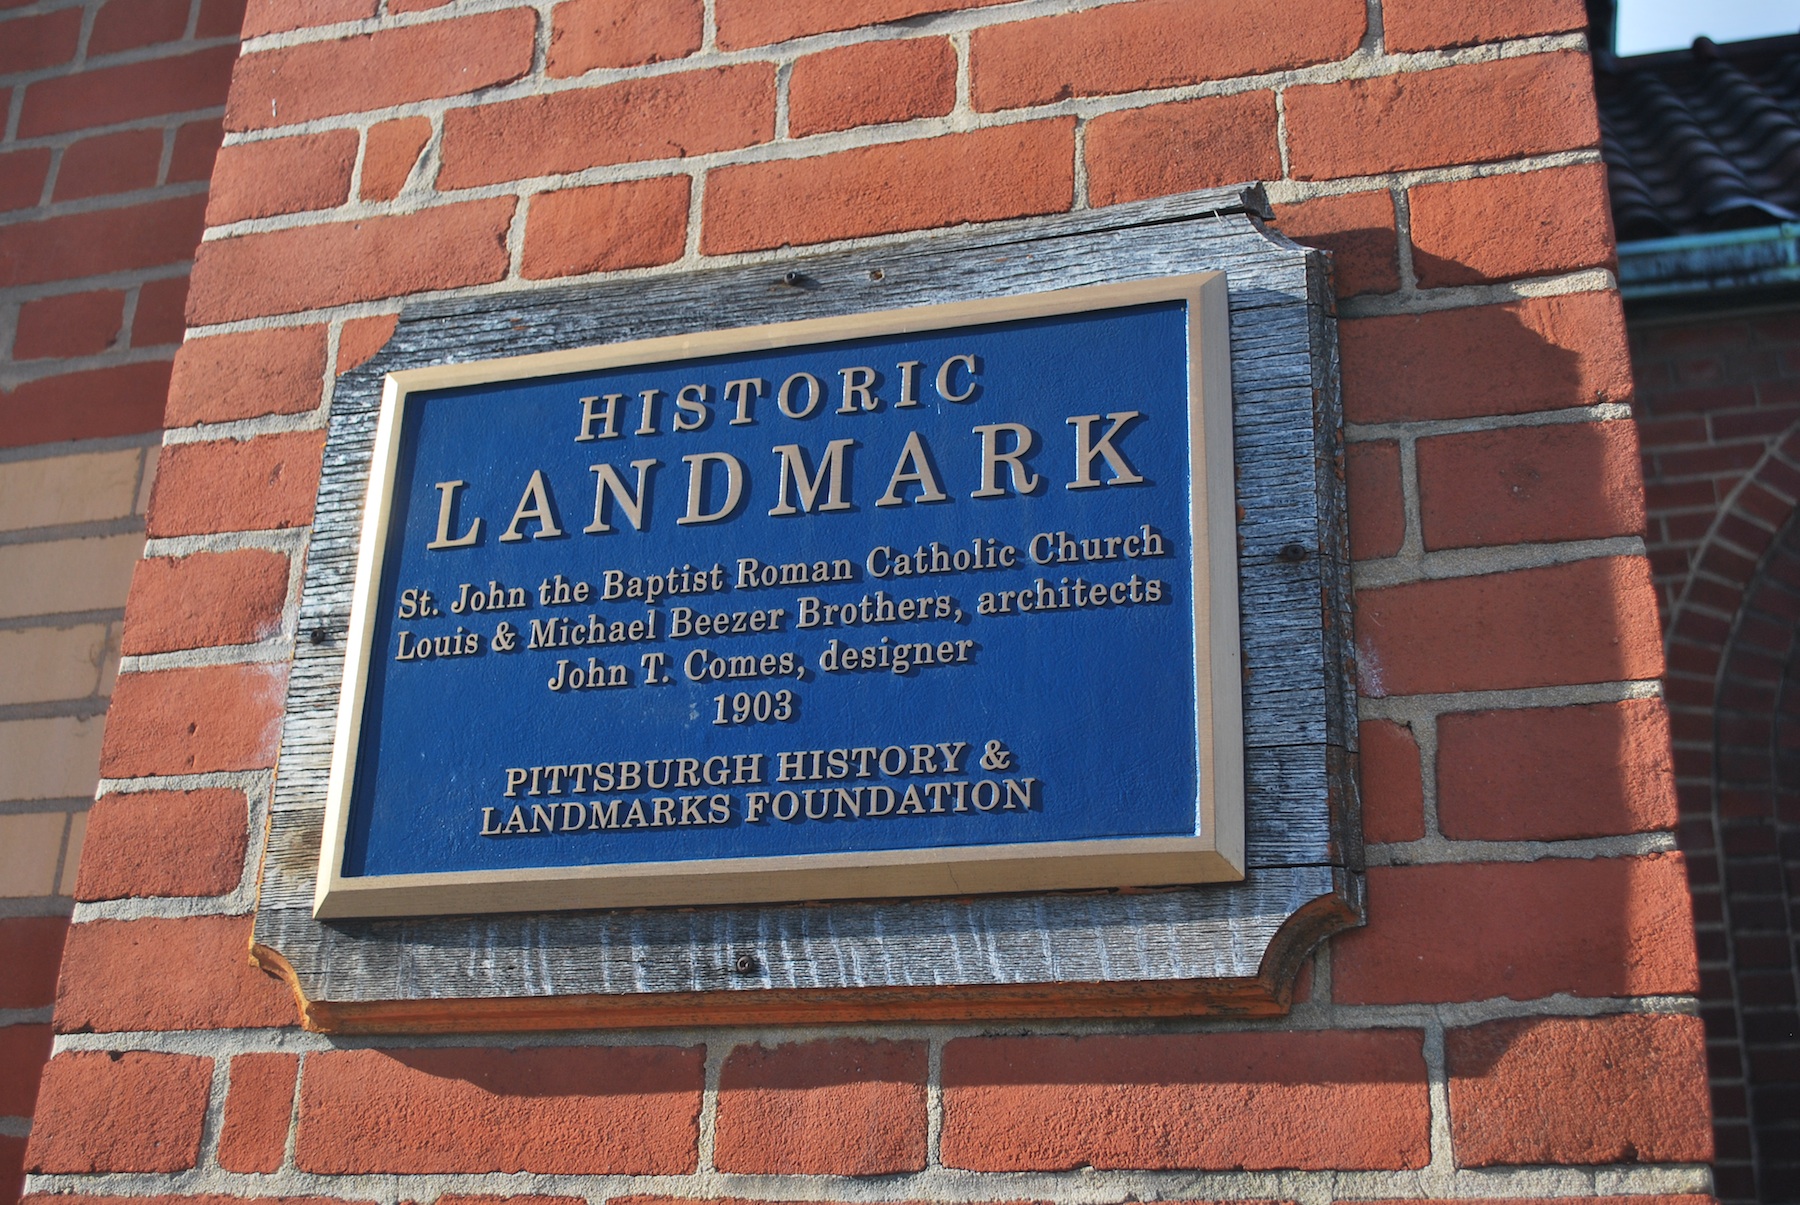 HISTORIC
LANDMARK
St. John the Baptist Roman Catholic Church
Louis & Michael Beezer Brothers, architects
John T. Comes, designer
1903
PITTSBURGH HISTORY &
LANDMARKS FOUNDATION